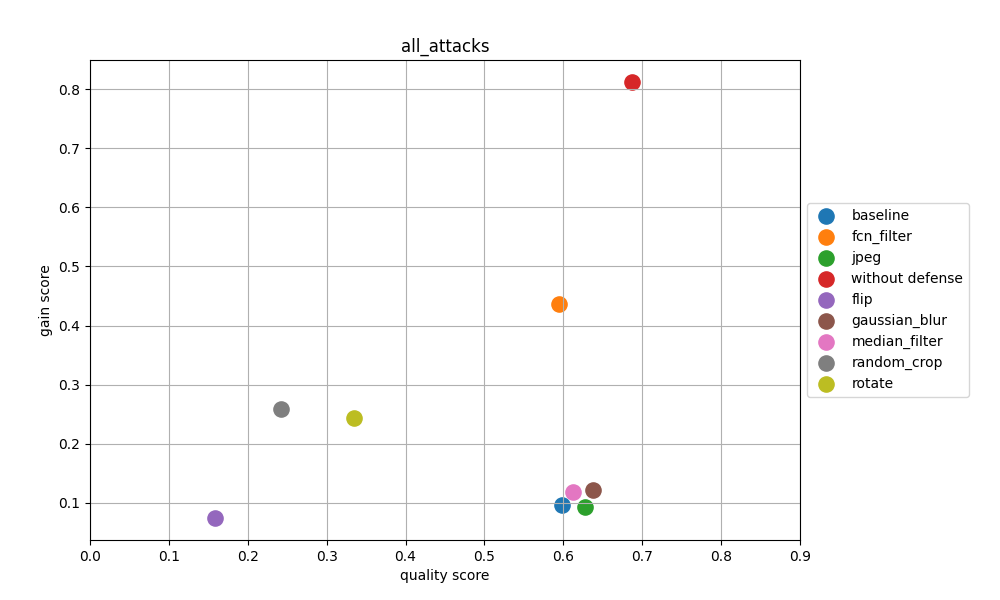 all_attacks
gain score
0.8
0.7
0.6
0.5
0.4
0.3
0.2
0.1
0.0 0.1 0.2 0.3 0.4 0.5 0.6 0.7 0.8 0.9
quality score
baseline
fcn_filter
jpeg
without defense
flip
gaussian_blur
median_filter
random_crop
rotate